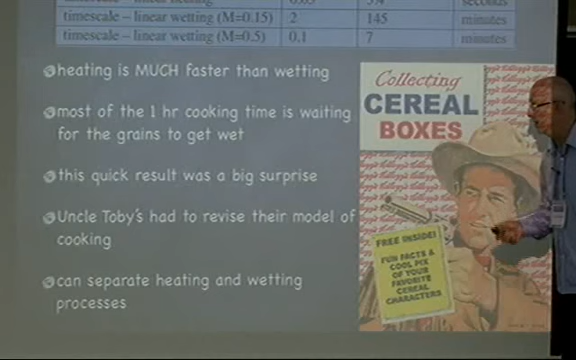 timescale – linear wetting (M=0.15) 2 145 minutes
timescale – linear wetting (M=0.5) 0.1 7 minutes
heating is MUCH faster than wetting
most of the 1 hr cooking time is waiting
for the grains to get wet
this quick result was a big surprise
Uncle Toby's had to revise their model of
cooking
can separate heating and wetting
processes
Collecting
CEREAL
BOXES
FREE INSIDE!
FUN FACTS &
COOL PIX
OF YOUR
FAVORITE
CEREAL
CHARACTERS